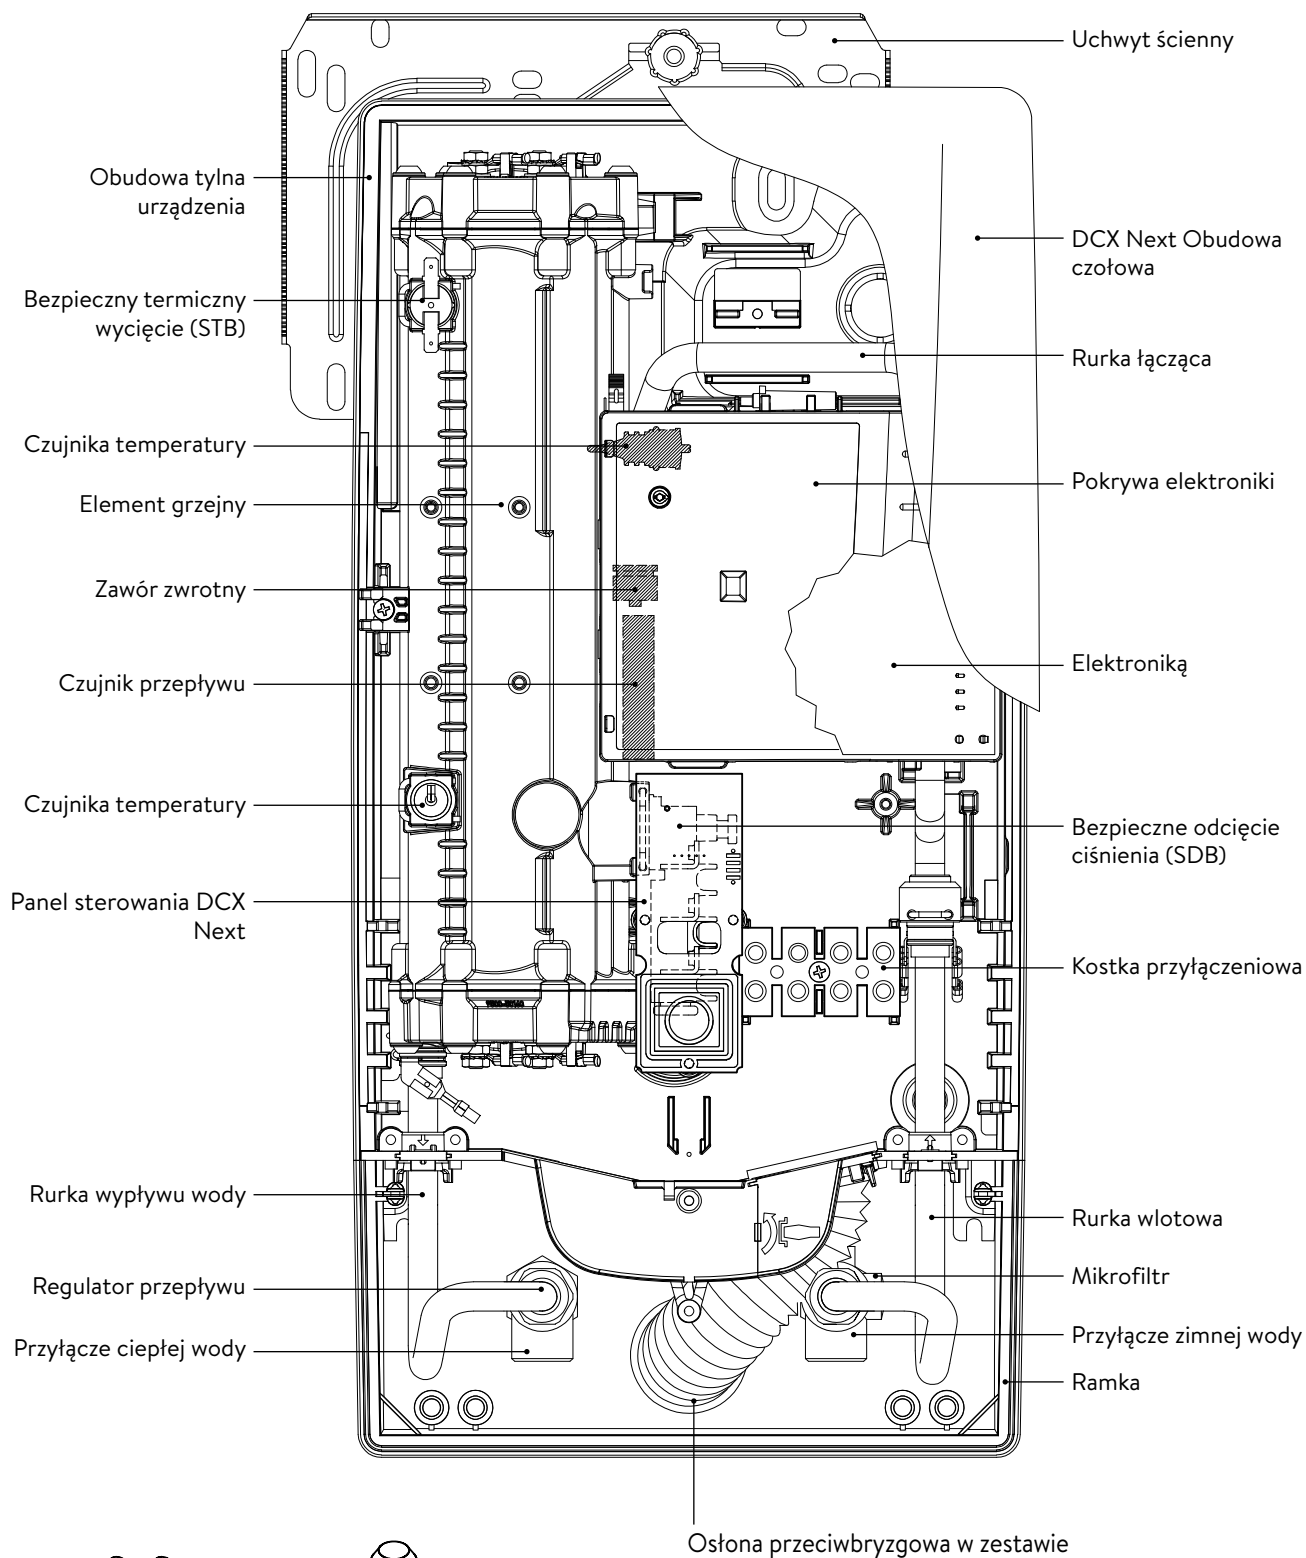 Uchwyt ścienny
Obudowa tylna
urządzenia
DCX Next Obudowa
czołowa
Bezpieczny termiczny
wycięcie (STB)
Rurka łącząca
Czujnika temperatury
Pokrywa elektroniki
Element grzejny
Zawór zwrotny
Elektroniką
Czujnik przepływu
Czujnika temperatury
Bezpieczne odcięcie
ciśnienia (SDB)
Panel sterowania DCX
Next
Kostka przyłączeniowa
Rurka wypływu wody
Rurka wlotowa
Regulator przepływu
Mikrofiltr
Przyłącze ciepłej wody
Przyłącze zimnej wody
Ramka
Osłona przeciwbryzgowa w zestawie